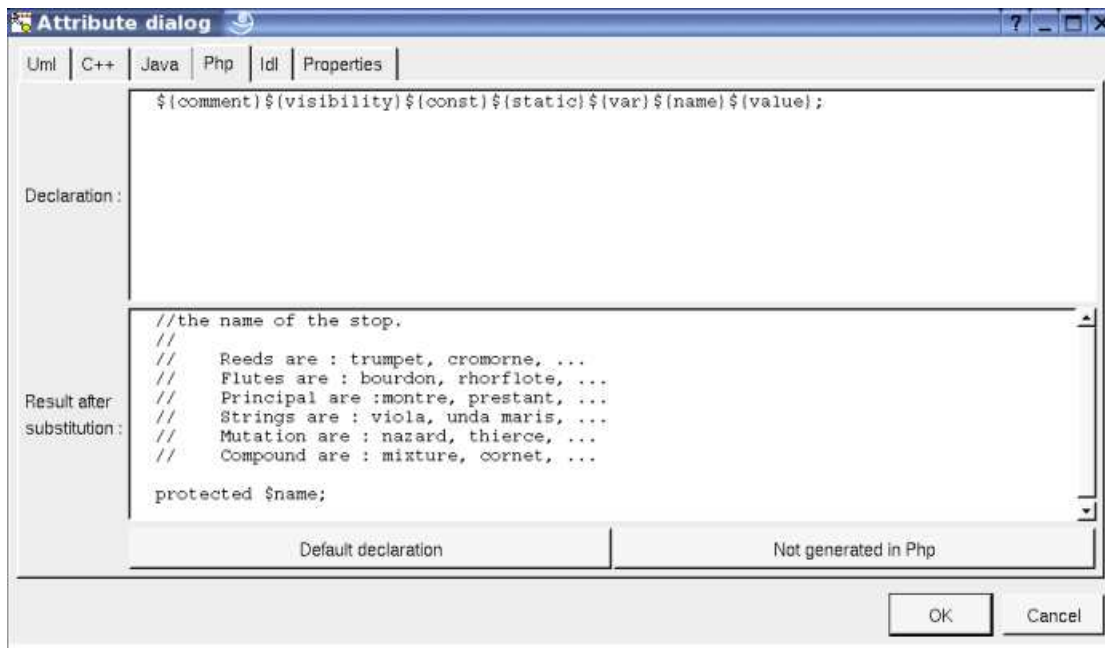 Attribute dialog
Uml C++ Java Php Idl Properties
Declaration :
${comment}${visibility}${const}${static}${var}${name}${value};
Result after
substitution :
//the name of the stop.
//
//    Reeds are : trumpet, cromorne, ...
//    Flutes are : bourdon, rhorflote, ...
//    Principal are :montre, prestant, ...
//    Strings are : viola, unda maris, ...
//    Mutation are : nazard, thierce, ...
//    Compound are : mixture, cornet, ...
protected $name;
Default declaration Not generated in Php
OK Cancel